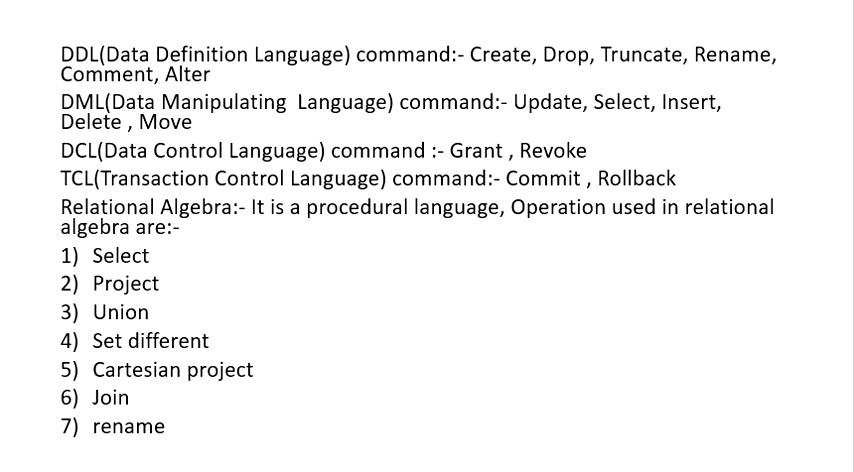 DDL(Data Definition Language) command:- Create, Drop, Truncate, Rename,
Comment, Alter
DML(Data Manipulating  Language) command:- Update, Select, Insert,
Delete , Move
DCL(Data Control Language) command :- Grant , Revoke
TCL(Transaction Control Language) command:- Commit , Rollback
Relational Algebra:- It is a procedural language, Operation used in relational
algebra are:-
1) Select
2) Project
3) Union
4) Set different
5) Cartesian project
6) Join
7) rename